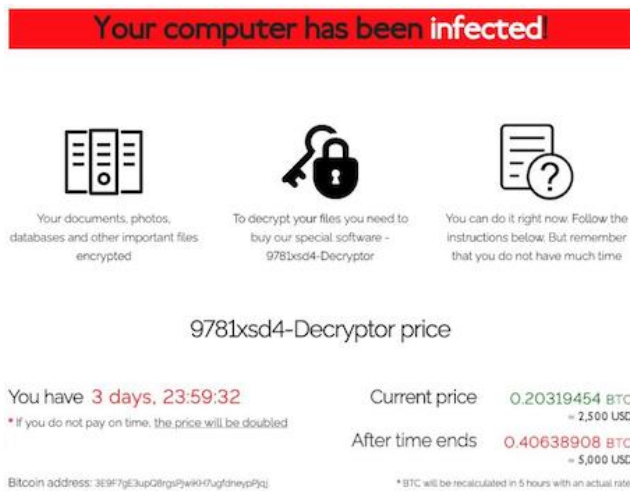 Your computer has been infected!
Your documents, photos,
databases and other important files
encrypted
To decrypt your files you need to
buy our special software -
9781xsd4-Decryptor
You can do it right now. Follow the
instructions below. But remember
that you do not have much time
9781xsd4-Decryptor price
You have 3 days, 23:59:32
* If you do not pay on time, the price will be doubled
Current price 0.20319454 BTC
≈ 2,500 USD
After time ends 0.40638908 BTC
≈ 5,000 USD
Bitcoin address:
* BTC will be recalculated in 5 hours with an actual rate